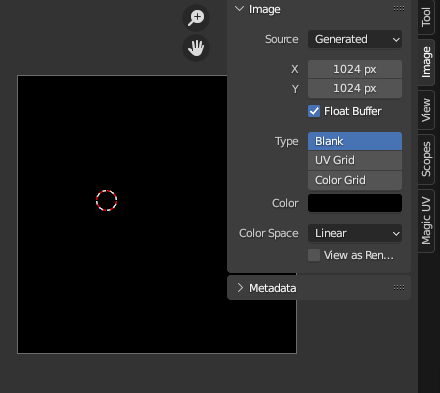 Image
Source Generated
X 1024 px
Y 1024 px
Float Buffer
Type Blank
UV Grid
Color Grid
Color
Color Space Linear
View as Ren...
Metadata
Tool
Image
View
Scopes
Magic UV